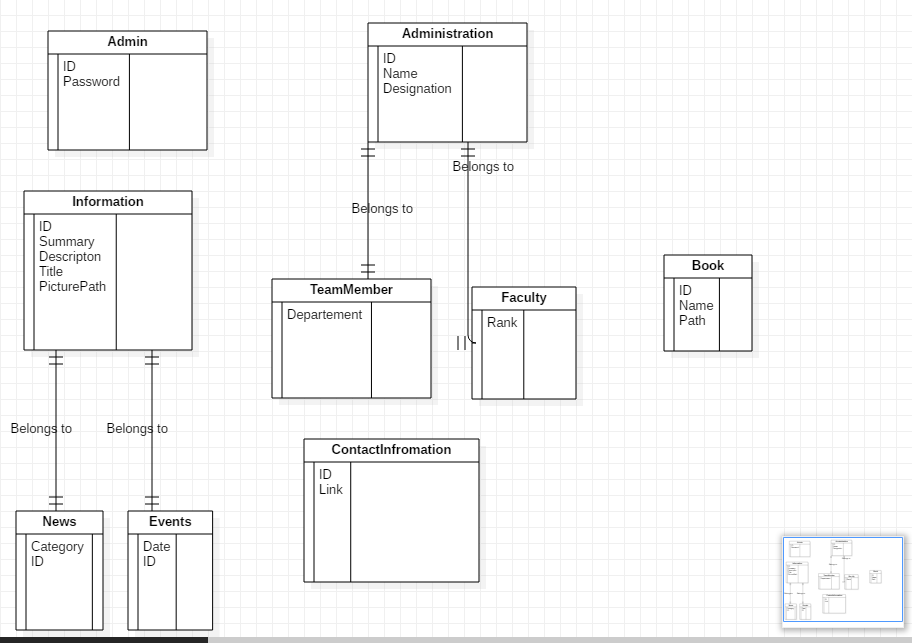 Admin
ID
Password
Administration
ID
Name
Designation
Belongs to
Belongs to
Information
ID
Summary
Descripton
Title
PicturePath
TeamMember
Departement
Faculty
Rank
Book
ID
Name
Path
Belongs to
Belongs to
ContactInfromation
ID
Link
News
Category
ID
Events
Date
ID